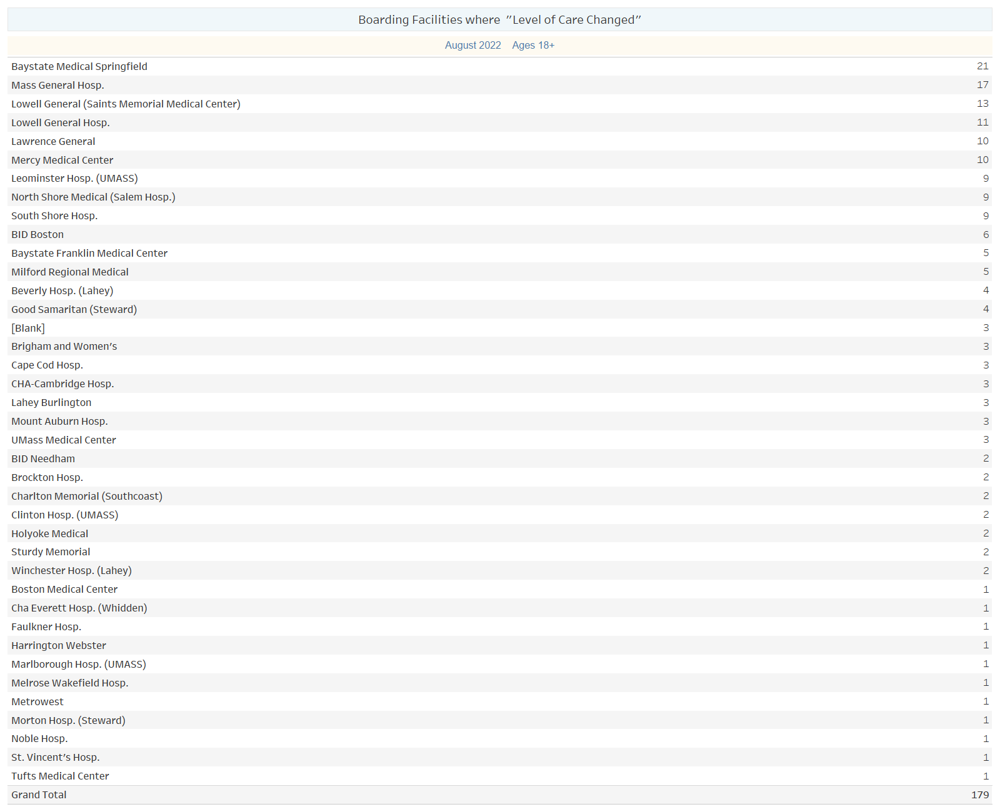 Boarding Facilities where "Level of Care Changed"
August 2022 Ages 18+
Baystate Medical Springfield 21
Mass General Hosp. 17
Lowell General (Saints Memorial Medical Center) 13
Lowell General Hosp. 11
Lawrence General 10
Mercy Medical Center 10
Leominster Hosp. (UMASS) 9
North Shore Medical (Salem Hosp.) 9
South Shore Hosp. 9
BID Boston 6
Baystate Franklin Medical Center 5
Milford Regional Medical 5
Beverly Hosp. (Lahey) 4
Good Samaritan (Steward) 4
[Blank] 3
Brigham and Women's 3
Cape Cod Hosp. 3
CHA-Cambridge Hosp. 3
Lahey Burlington 3
Mount Auburn Hosp. 3
UMass Medical Center 3
BID Needham 2
Brockton Hosp. 2
Charlton Memorial (Southcoast) 2
Clinton Hosp. (UMASS) 2
Holyoke Medical 2
Sturdy Memorial 2
Winchester Hosp. (Lahey) 2
Boston Medical Center 1
Cha Everett Hosp. (Whidden) 1
Faulkner Hosp. 1
Harrington Webster 1
Marlborough Hosp. (UMASS) 1
Melrose Wakefield Hosp. 1
Metrowest 1
Morton Hosp. (Steward) 1
Noble Hosp. 1
St. Vincent's Hosp. 1
Tufts Medical Center 1
Grand Total 179